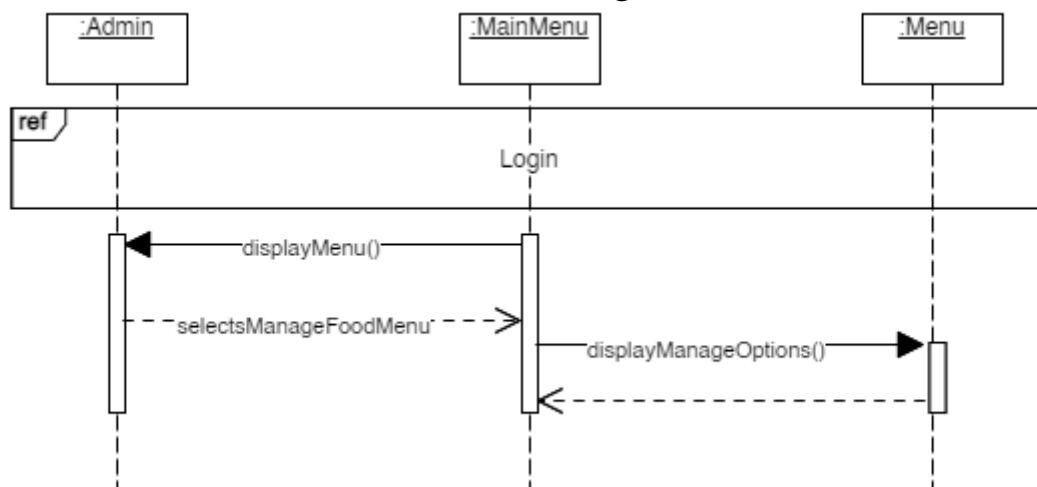 :Admin
:MainMenu
:Menu
ref
Login
displayMenu()
selectsManageFoodMenu
displayManageOptions()